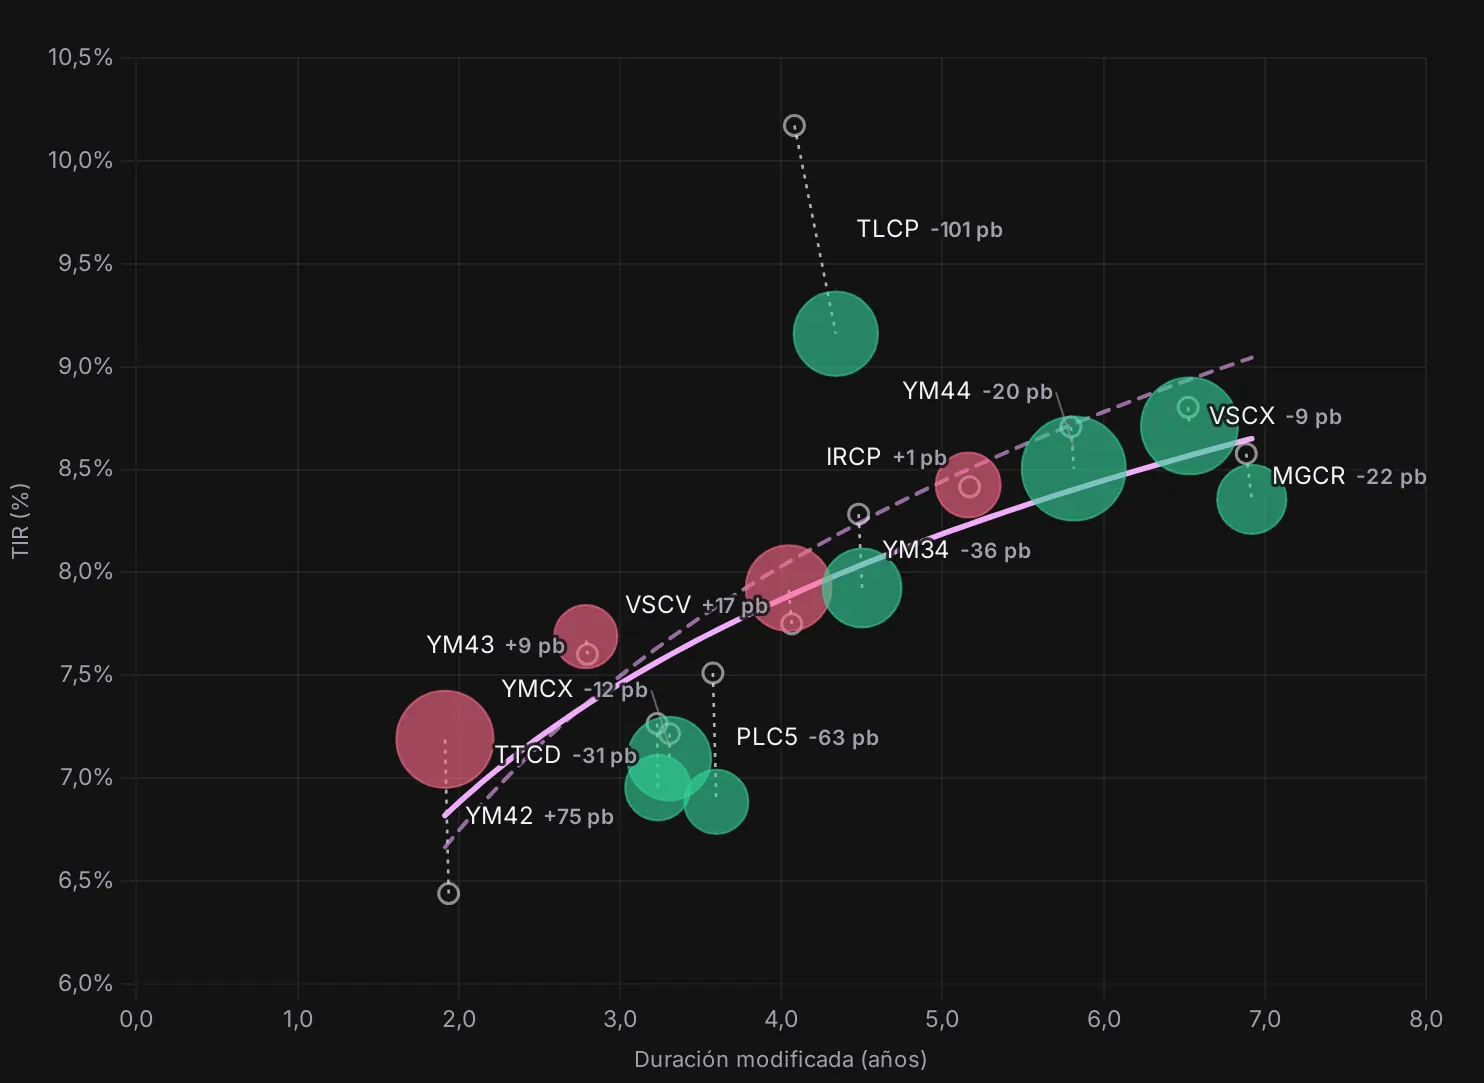 10,5%
10,0%
TLCP -101 pb
9,5%
9,0%
YM44 -20 pb
VSCX -9 pb
IRCP +1 pb
8,5%
MGCR -22 pb
TIR (%)
YM34 -36 pb
8,0%
VSCV +17 pb
YM43 +9 pb
7,5%
YMCX -12 pb
PLC5 -63 pb
TTCD -31 pb
7,0%
YM42 +75 pb
6,5%
6,0%
0,0 1,0 2,0 3,0 4,0 5,0 6,0 7,0 8,0
Duración modificada (años)